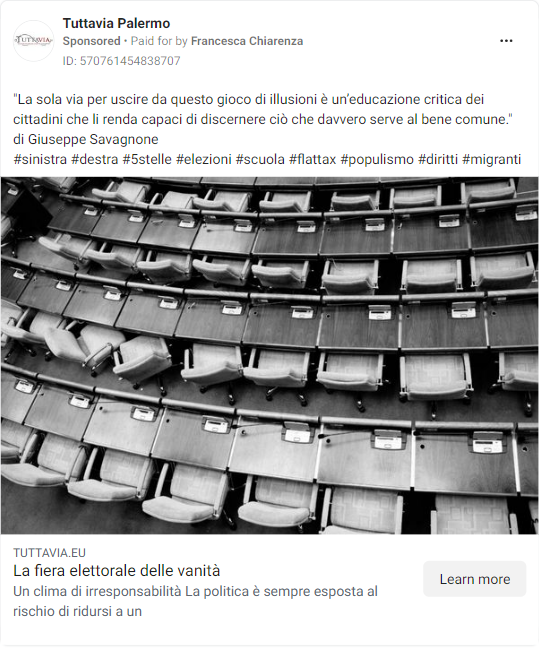 TUTTAVIA
Tuttavia Palermo
Sponsored • Paid for by Francesca Chiarenza
ID: 570761454838707
"La sola via per uscire da questo gioco di illusioni è un'educazione critica dei
cittadini che li renda capaci di discernere ciò che davvero serve al bene comune."
di Giuseppe Savagnone
#sinistra #destra #5stelle #elezioni #scuola #flattax #populismo #diritti #migranti
TUTTAVIA.EU
La fiera elettorale delle vanità
Un clima di irresponsabilità La politica è sempre esposta al
rischio di ridursi a un
Learn more